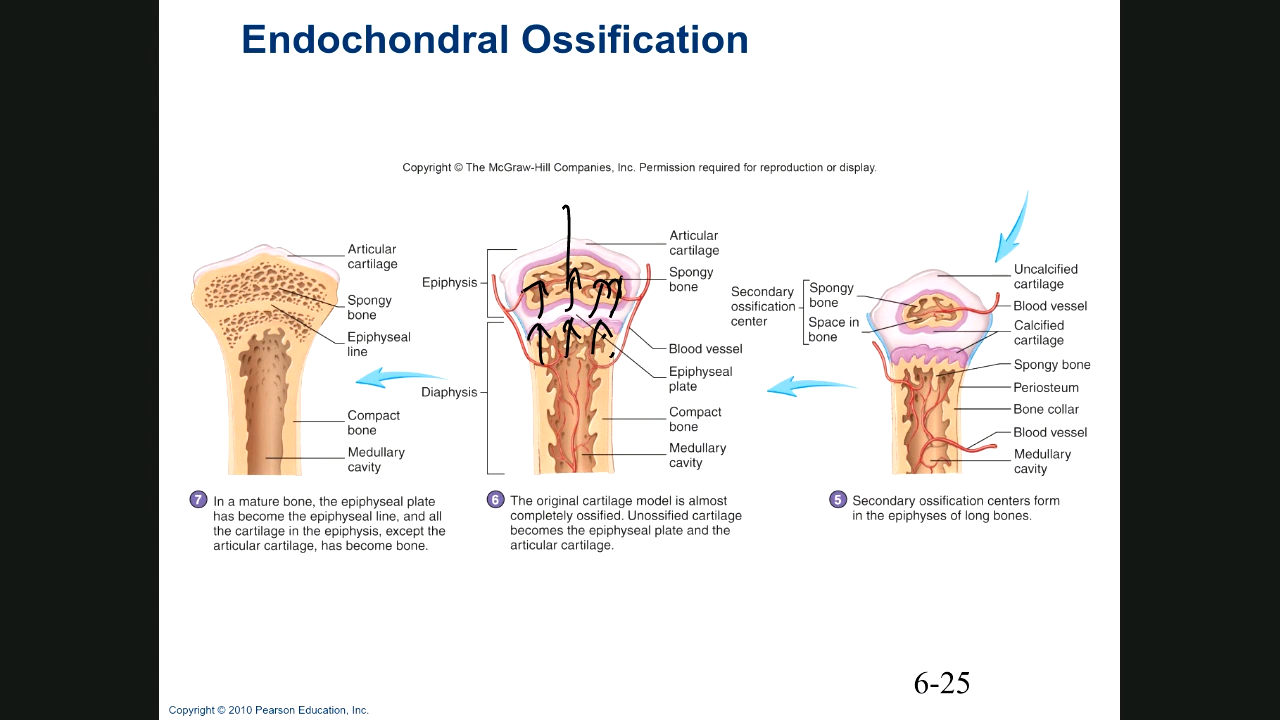 Endochondral Ossification
Copyright © The McGraw-Hill Companies, Inc. Permission required for reproduction or display.
Articular
cartilage
Spongy
bone
Epiphyseal
line
Compact
bone
Medullary
cavity
7 In a mature bone, the epiphyseal plate
has become the epiphyseal line, and all
the cartilage in the epiphysis, except the
articular cartilage, has become bone.
Epiphysis
Diaphysis
Articular
cartilage
Spongy
bone
Blood vessel
Epiphyseal
plate
Compact
bone
Medullary
cavity
6 The original cartilage model is almost
completely ossified. Unossified cartilage
becomes the epiphyseal plate and the
articular cartilage.
Secondary
ossification
center
Spongy
bone
Space in
bone
Uncalcified
cartilage
Blood vessel
Calcified
cartilage
Spongy bone
Periosteum
Bone collar
Blood vessel
Medullary
cavity
5 Secondary ossification centers form
in the epiphyses of long bones.
6-25
Copyright © 2010 Pearson Education, Inc.